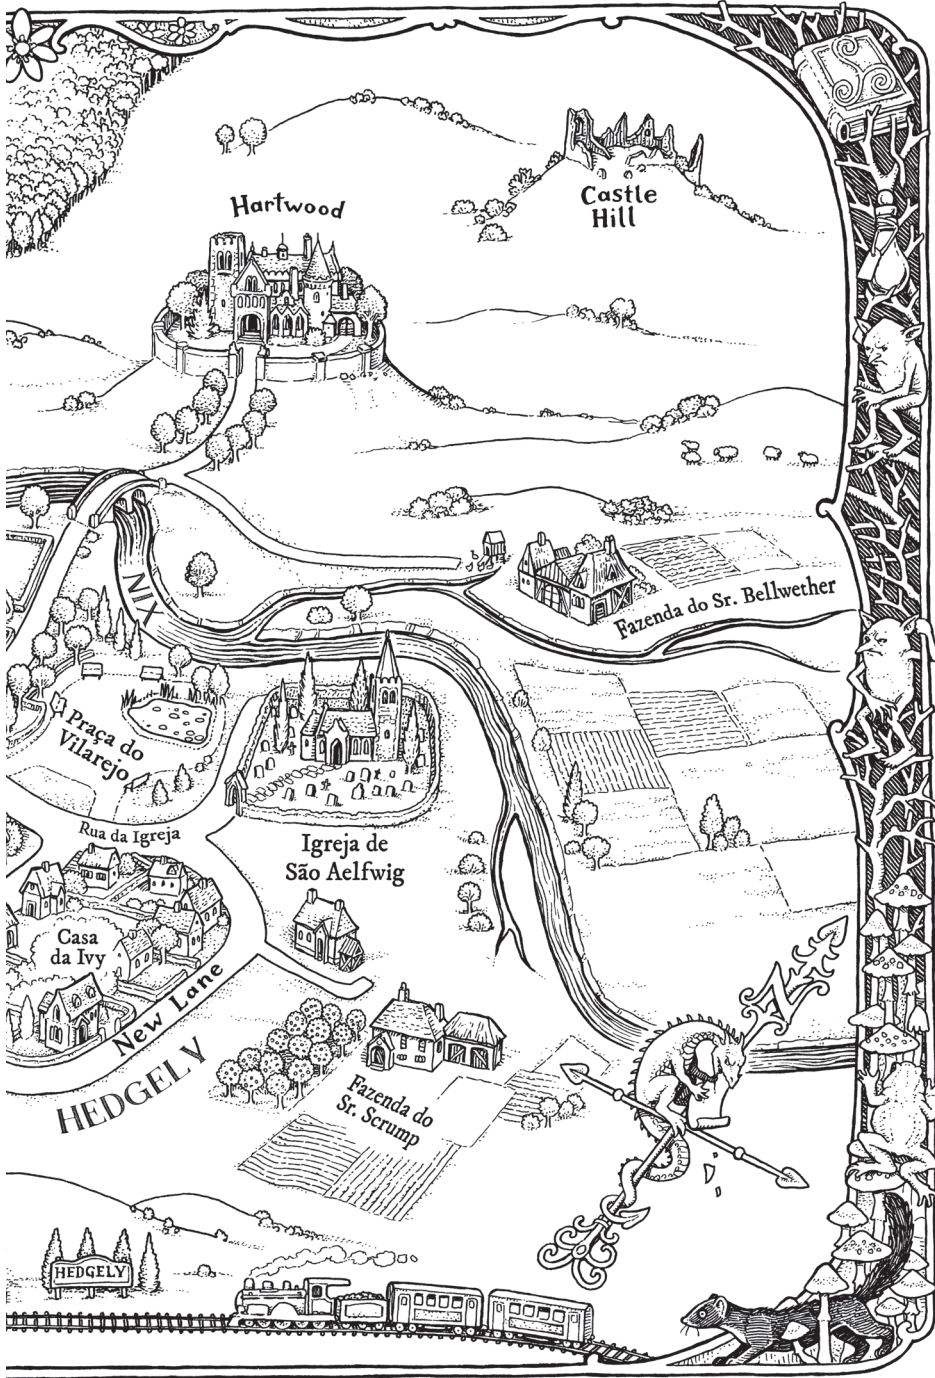 Hartwood
Castle
Hill
NIX
Fazenda do Sr. Bellwether
Praça do
Vilarejo
Rua da Igreja
Igreja de
São Aelfwig
Casa
da Ivy
New Lane
HEDGELY
Fazenda do
Sr. Scrump
N
HEDGELY